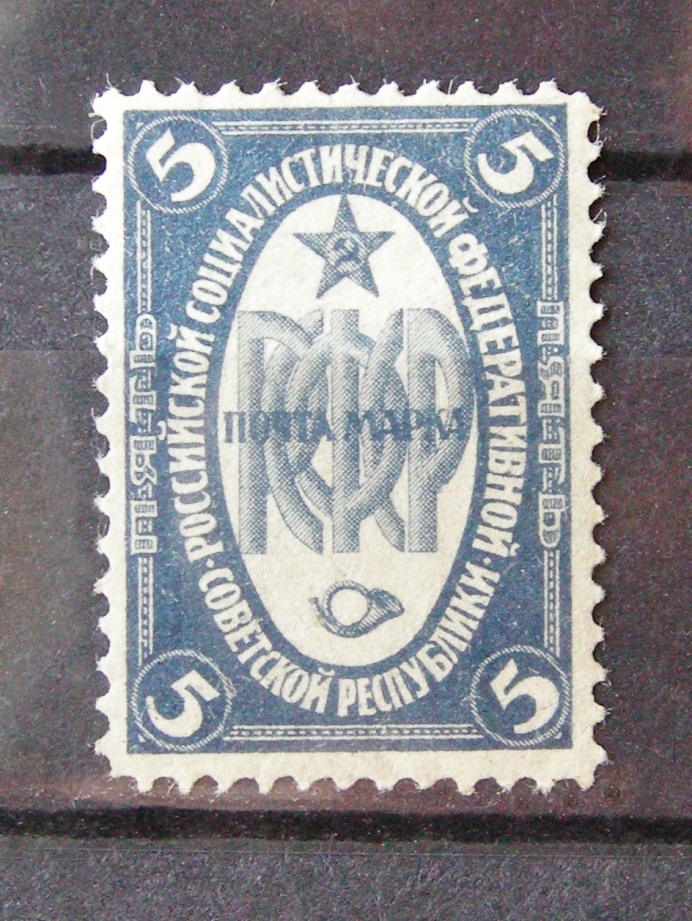 5 5
РОССИЙСКОЙ СОЦИАЛИСТИЧЕСКОЙ ФЕДЕРАТИВНОЙ
РСФСР
ПОЧТА МАРКА
СОВЕТСКОЙ РЕСПУБЛИКИ
5 5